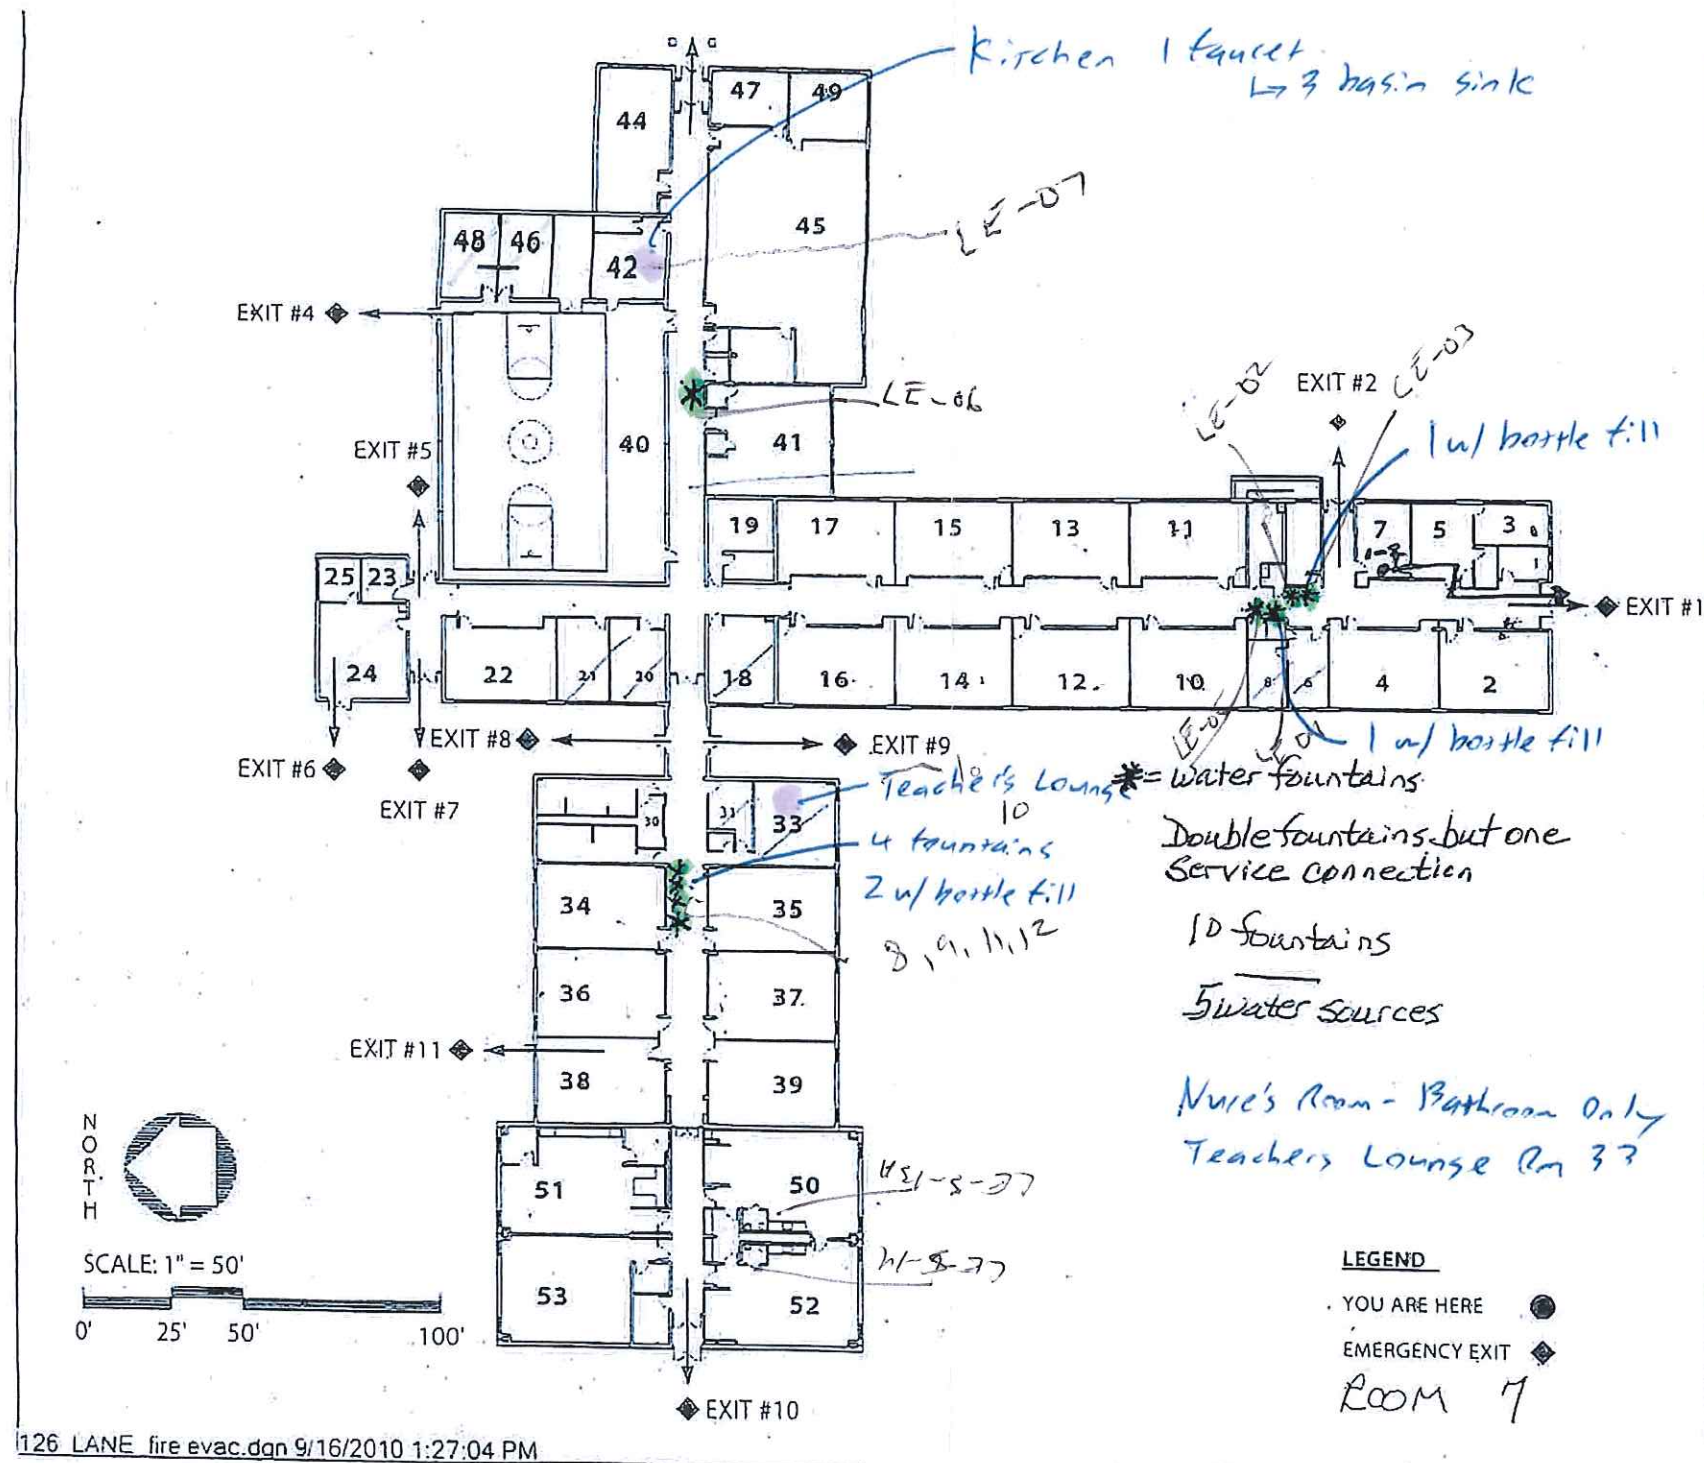 Kirchen 1 faucet
↳ 3 basin sink
47
49
44
45
LE-07
48
46
42
EXIT #4
LE-02
LE-03
EXIT #2
LE-06
1 w/ bottle fill
40
41
EXIT #5
19
17
15
13
11
7
5
3
25
23
EXIT #1
24
22
21
20
18
16
14
12
10
8
6
4
2
EXIT #8
EXIT #9
1 w/ bottle fill
EXIT #6
EXIT #7
Teacher's Lounge
10
*= water fountains
30
31
33
4 fountains
2 w/ bottle fill
Double fountains but one
Service connection
34
35
8, 9, 11, 12
10 fountains
36
37
5 water sources
EXIT #11
38
39
Nure's Room - Bathroom Only
Teachers Lounge Rm 33
NORTH
51
50
53
52
SCALE: 1" = 50'
0' 25' 50' 100'
LEGEND
YOU ARE HERE
EMERGENCY EXIT
ROOM 7
EXIT #10
126 LANE fire evac.dgn 9/16/2010 1:27:04 PM